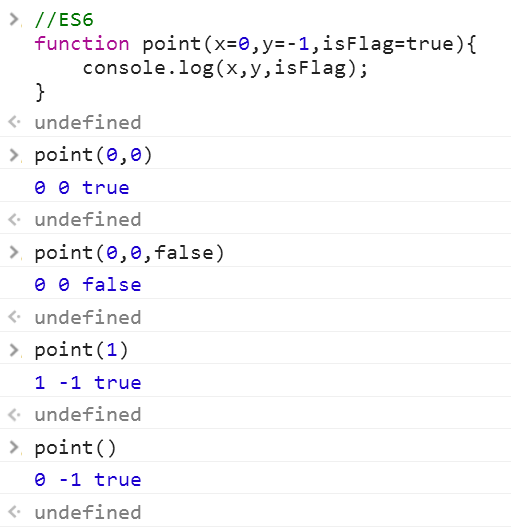 > //ES6
function point(x=0,y=-1,isFlag=true){
    console.log(x,y,isFlag);
}
undefined
> point(0,0)
0 0 true
undefined
> point(0,0,false)
0 0 false
undefined
> point(1)
1 -1 true
undefined
> point()
0 -1 true
undefined